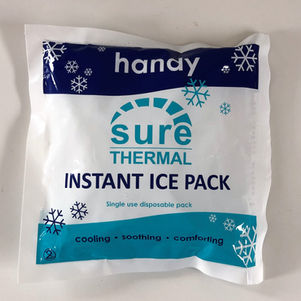 handy
sure
THERMAL
INSTANT ICE PACK
Single use disposable pack
cooling • soothing • comforting